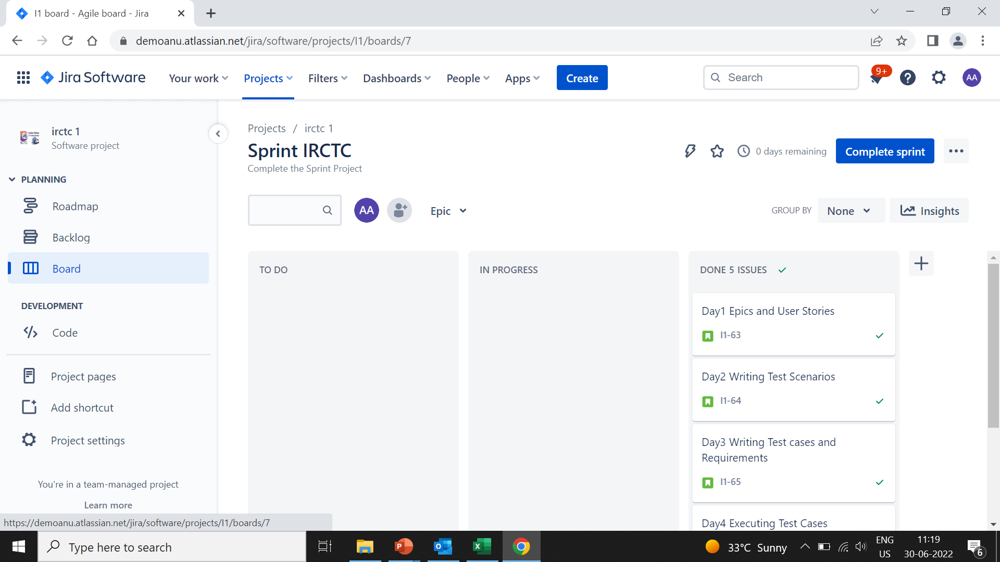 I1 board - Agile board - Jira
demoanu.atlassian.net/jira/software/projects/I1/boards/7
Jira Software
Your work
Projects
Filters
Dashboards
People
Apps
Create
Search
9+
AA
irctc 1
Software project
PLANNING
Roadmap
Backlog
Board
DEVELOPMENT
Code
Project pages
Add shortcut
Project settings
You're in a team-managed project
Learn more
https://demoanu.atlassian.net/jira/software/projects/I1/boards/7
Projects / irctc 1
Sprint IRCTC
Complete the Sprint Project
0 days remaining
Complete sprint
AA
Epic
GROUP BY
None
Insights
TO DO
IN PROGRESS
DONE 5 ISSUES
Day1 Epics and User Stories
I1-63
Day2 Writing Test Scenarios
I1-64
Day3 Writing Test cases and
Requirements
I1-65
Day4 Executing Test Cases
Type here to search
33°C Sunny
ENG
US
11:19
30-06-2022
6